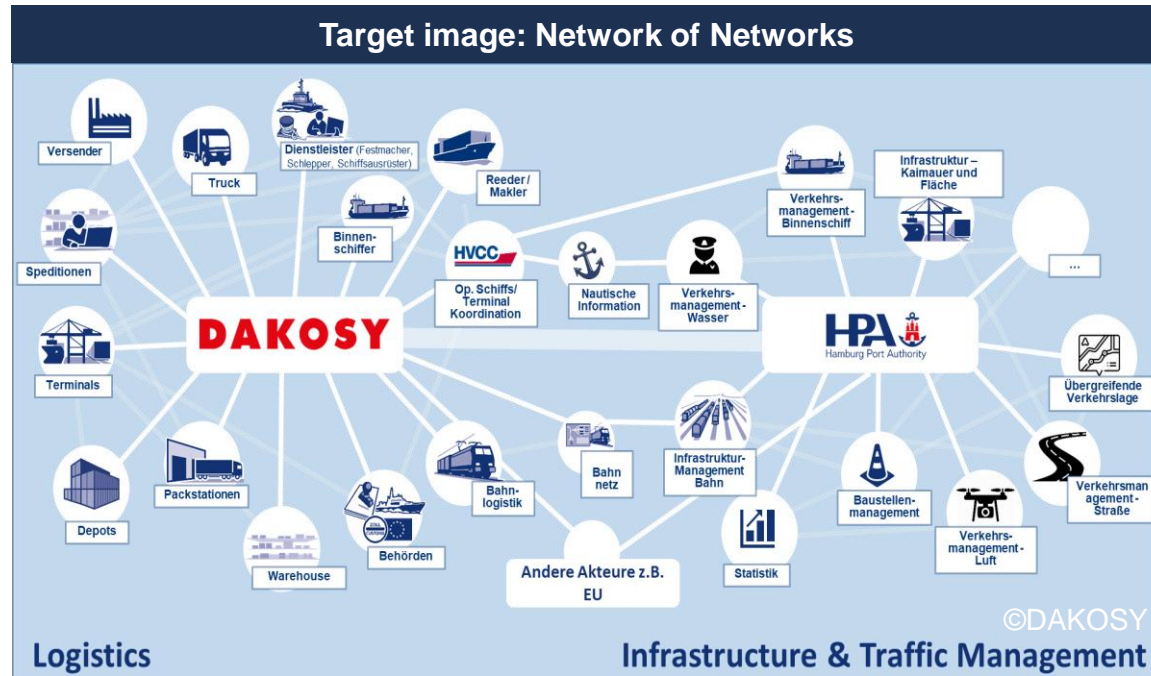 Target image: Network of Networks
Versender
Truck
Dienstleister (Festmacher,
Schlepper, Schiffsausrüster)
Reeder/
Makler
Binnen-
schiffer
Speditionen
HVCC
Op. Schiffs/
Terminal
Koordination
Nautische
Information
Verkehrs-
management-
Wasser
Verkehrs-
management-
Binnenschiff
Infrastruktur –
Kaimauer und
Fläche
...
DAKOSY
HPA
Hamburg Port Authority
Terminals
Übergreifende
Verkehrslage
Depots
Packstationen
Warehouse
Behörden
Bahn-
logistik
Bahn
netz
Infrastruktur-
Management
Bahn
Baustellen-
management
Verkehrsman
agement-
Straße
Verkehrs-
management-
Luft
Statistik
Andere Akteure z.B.
EU
©DAKOSY
Logistics
Infrastructure & Traffic Management